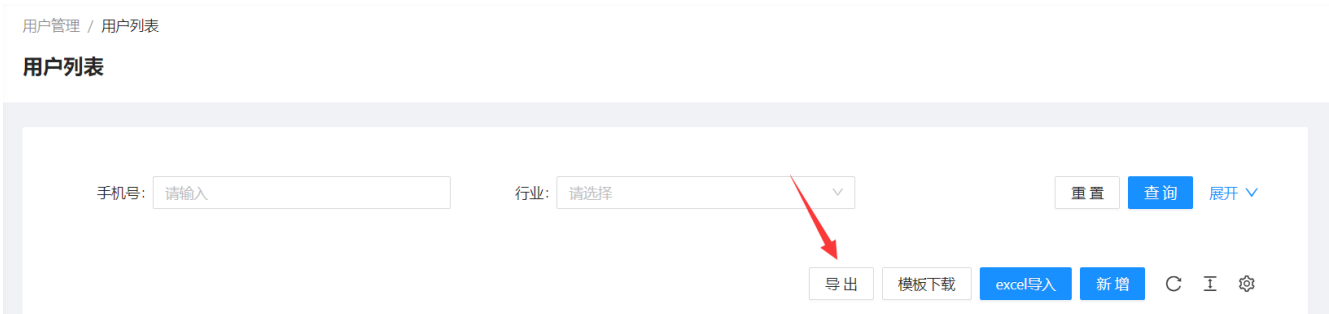 用户管理 / 用户列表
用户列表
手机号: 请输入 行业: 请选择 重 置 查 询 展开
导 出 模板下载 excel导入 新 增